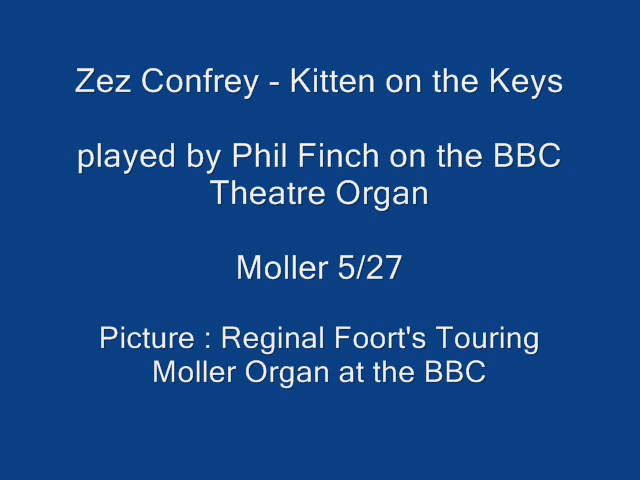 Zez Confrey - Kitten on the Keys
played by Phil Finch on the BBC
Theatre Organ
Moller 5/27
Picture : Reginal Foort's Touring
Moller Organ at the BBC